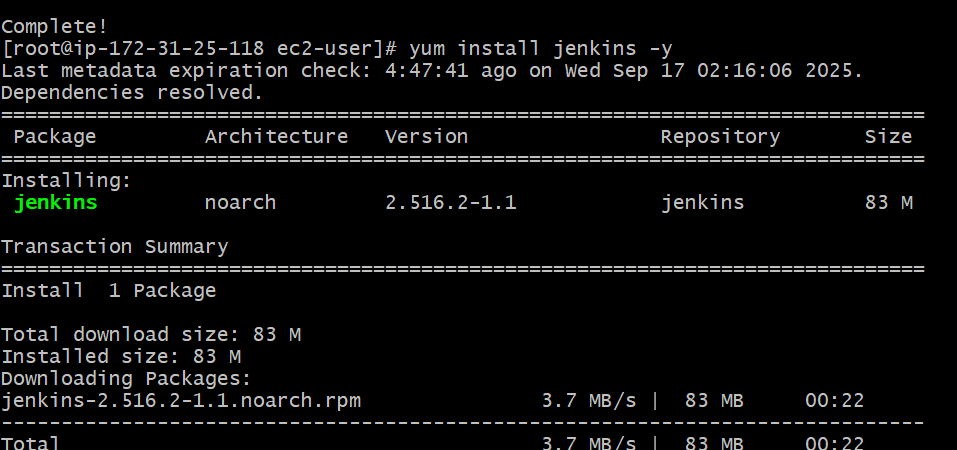 Complete!
[root@ip-172-31-25-118 ec2-user]# yum install jenkins -y
Last metadata expiration check: 4:47:41 ago on Wed Sep 17 02:16:06 2025.
Dependencies resolved.
================================================================================
Package Architecture Version Repository Size
================================================================================
Installing:
jenkins noarch 2.516.2-1.1 jenkins 83 M
Transaction Summary
================================================================================
Install 1 Package
Total download size: 83 M
Installed size: 83 M
Downloading Packages:
jenkins-2.516.2-1.1.noarch.rpm 3.7 MB/s | 83 MB 00:22
--------------------------------------------------------------------------------
Total 3.7 MB/s | 83 MB 00:22